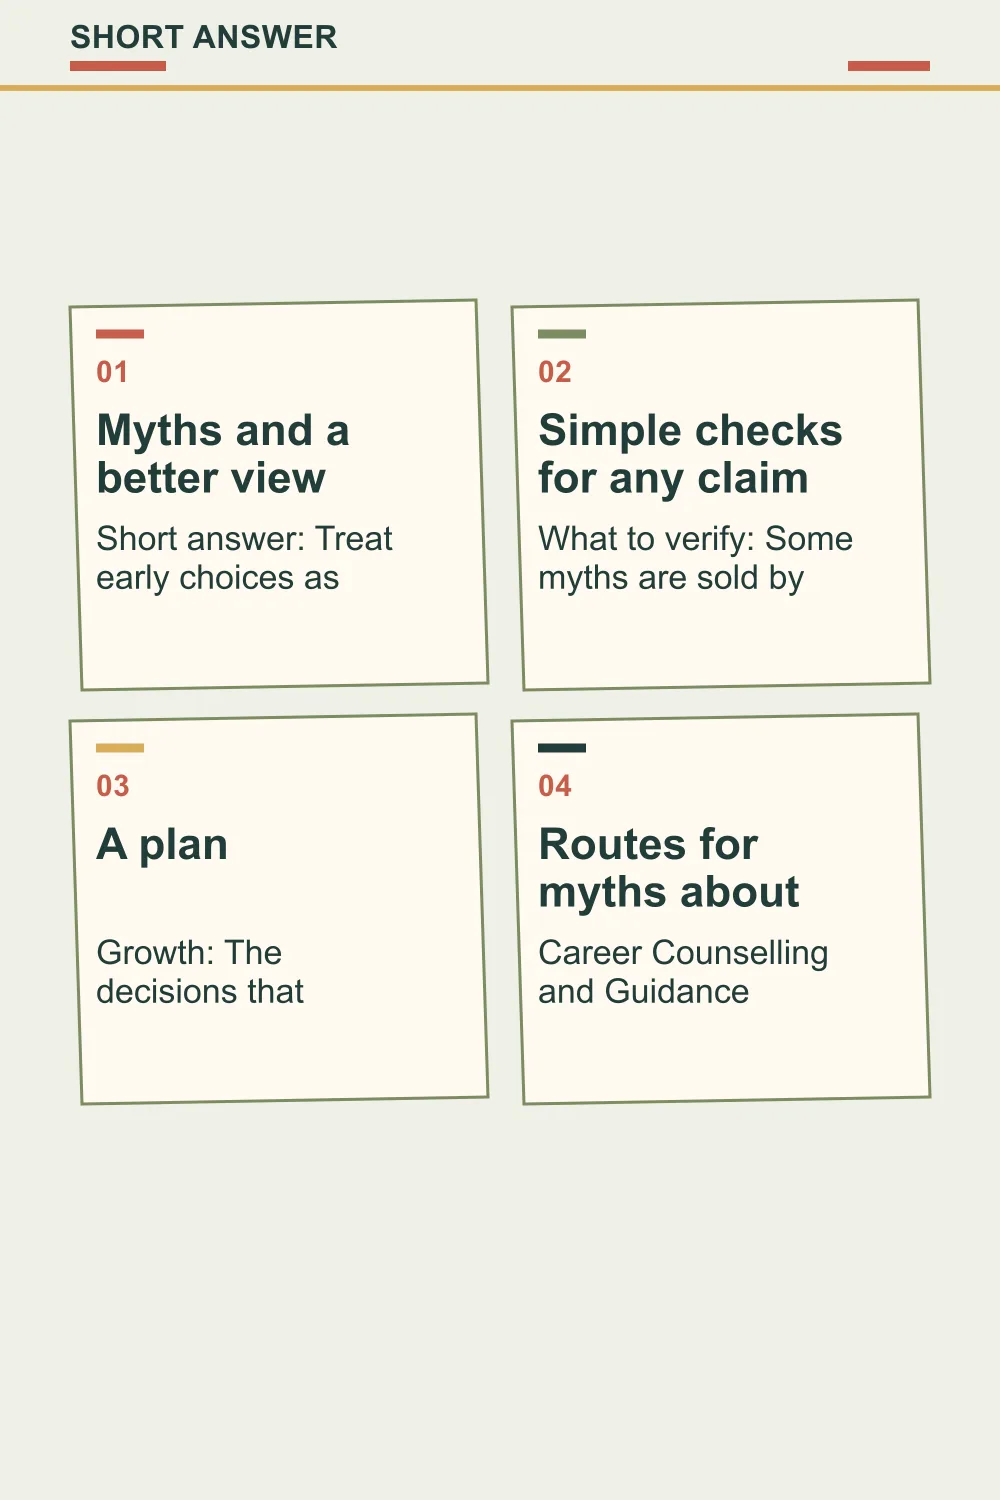 SHORT ANSWER
01
Myths and a
better view
Short answer: Treat
early choices as
02
Simple checks
for any claim
What to verify: Some
myths are sold by
03
A plan
Growth: The
decisions that
04
Routes for
myths about
Career Counselling
and Guidance